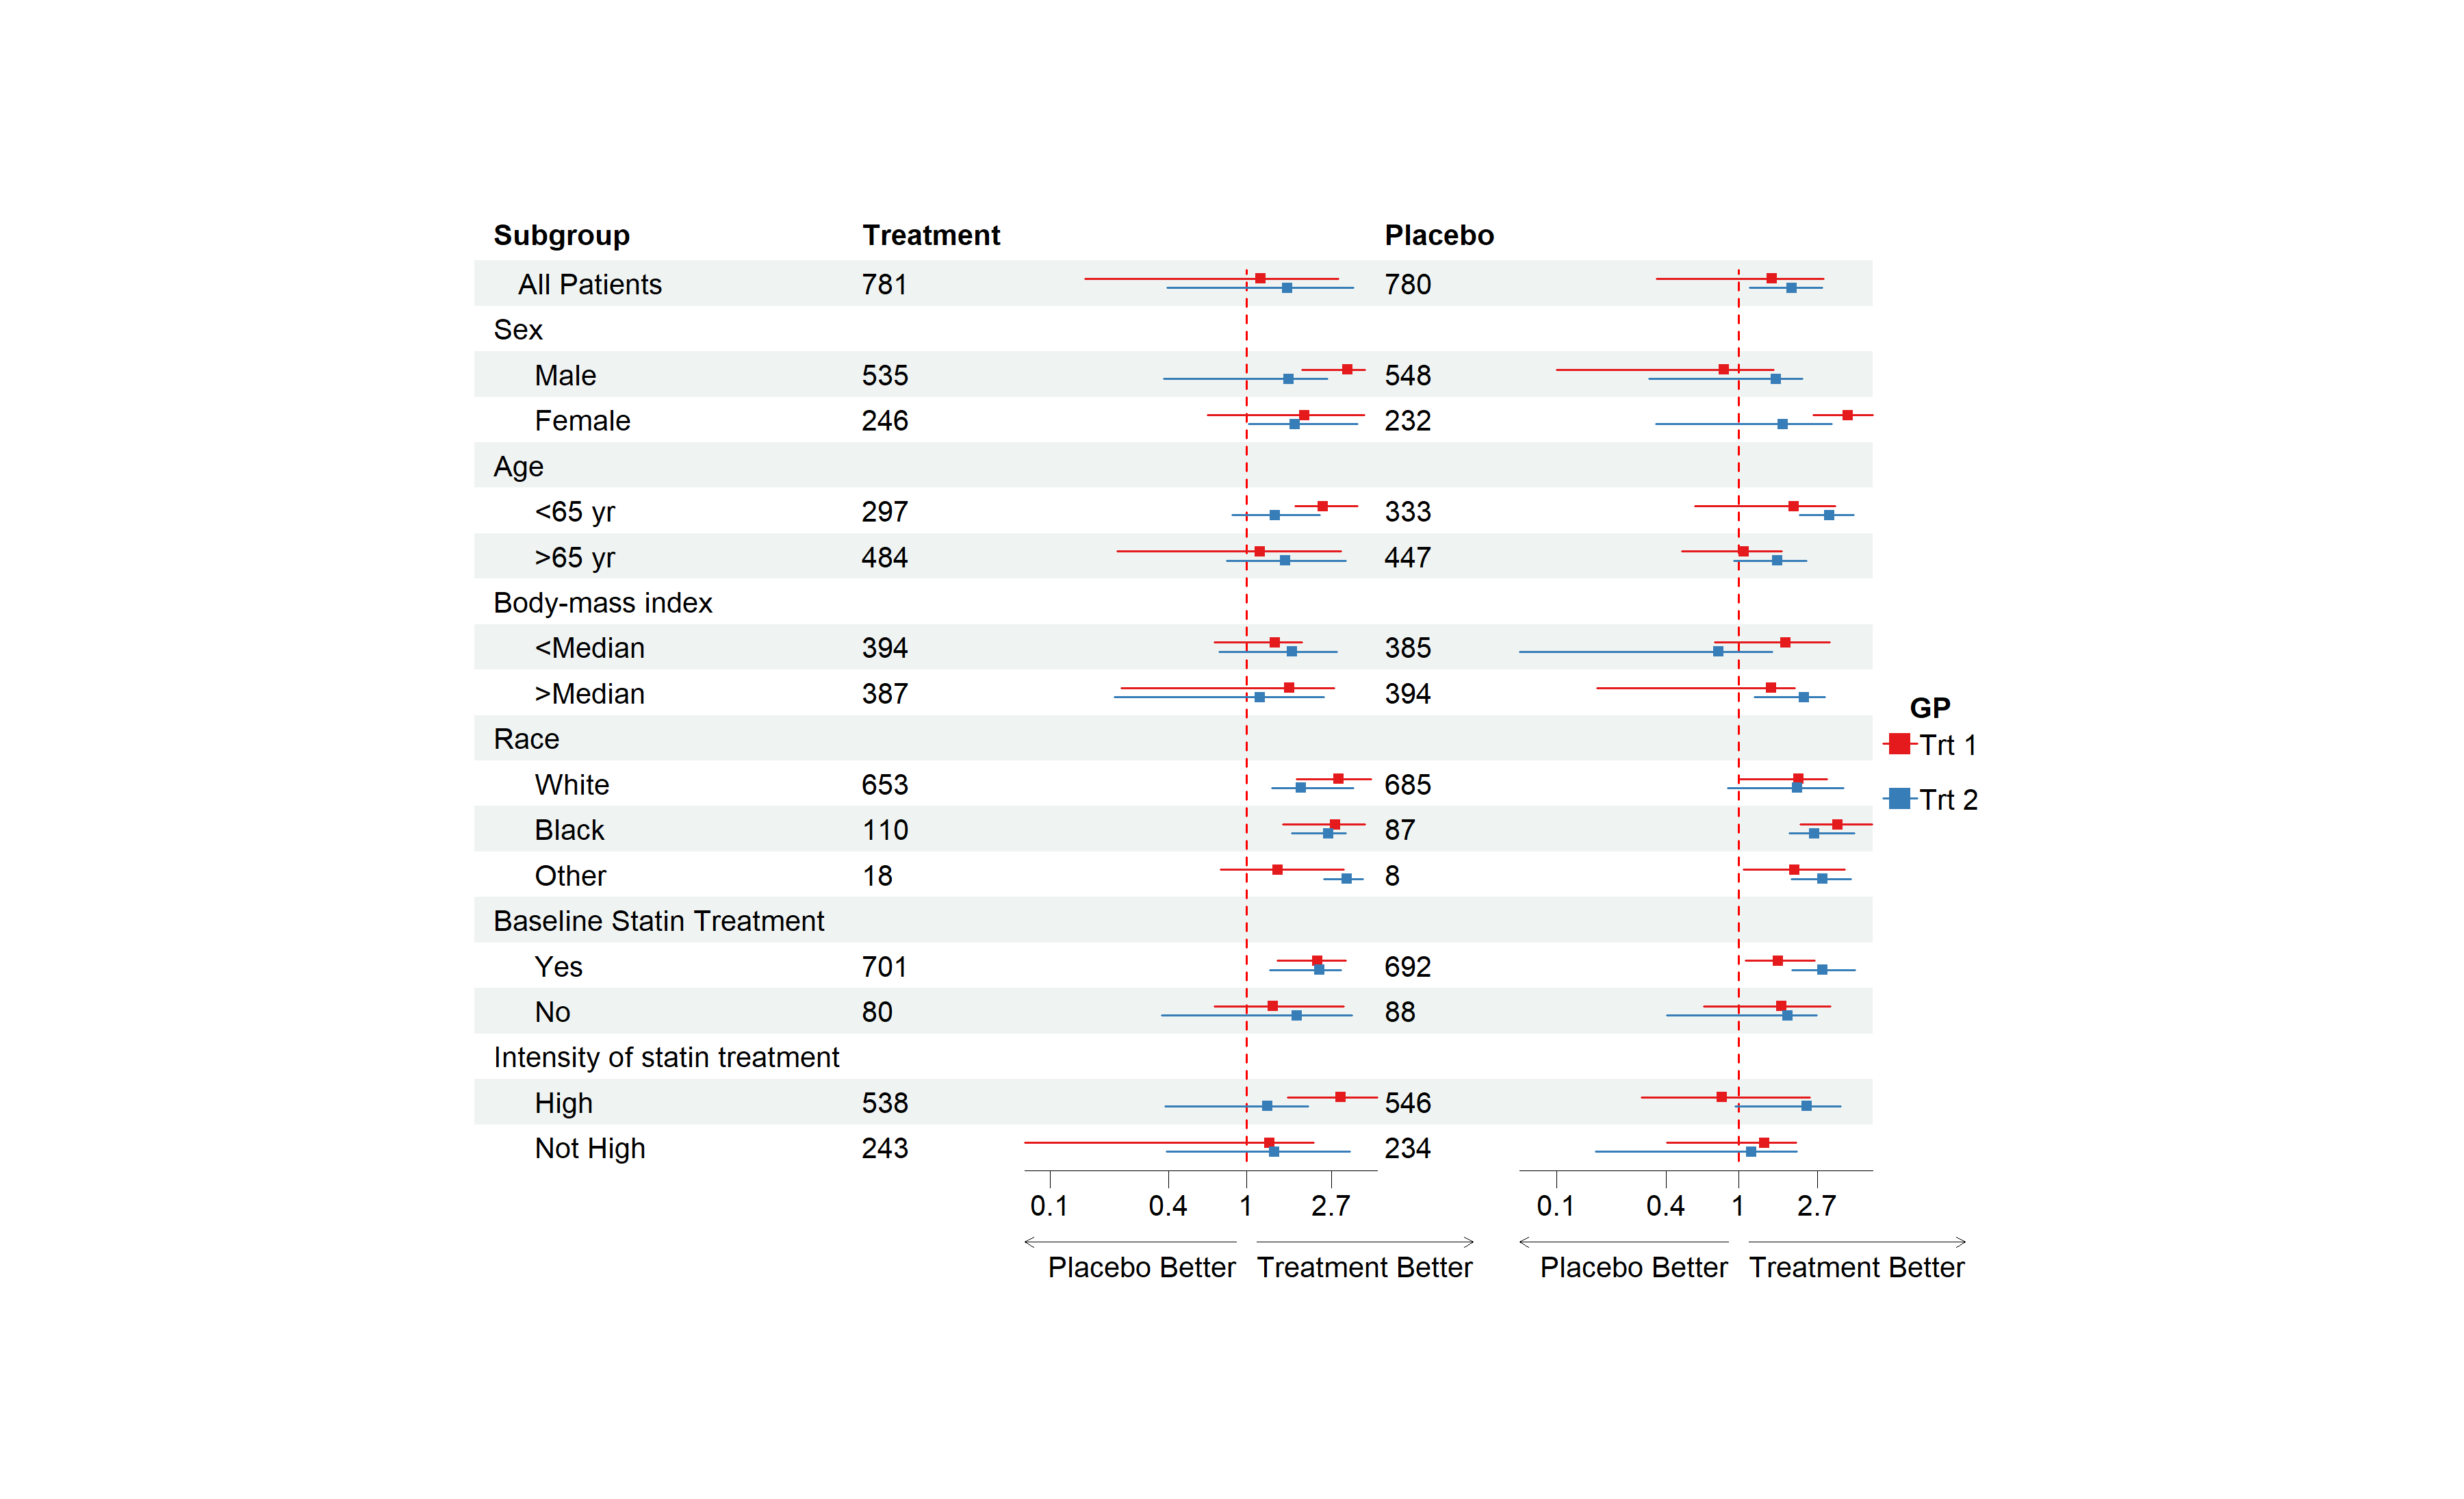 Subgroup Treatment Placebo
All Patients 781 780
Sex
Male 535 548
Female 246 232
Age
<65 yr 297 333
>65 yr 484 447
Body-mass index
<Median 394 385
>Median 387 394
GP
Race
Trt 1
White 653 685
Trt 2
Black 110 87
Other 18 8
Baseline Statin Treatment
Yes 701 692
No 80 88
Intensity of statin treatment
High 538 546
Not High 243 234
0.1 0.4 1 2.7 0.1 0.4 1 2.7
Placebo Better Treatment Better Placebo Better Treatment Better